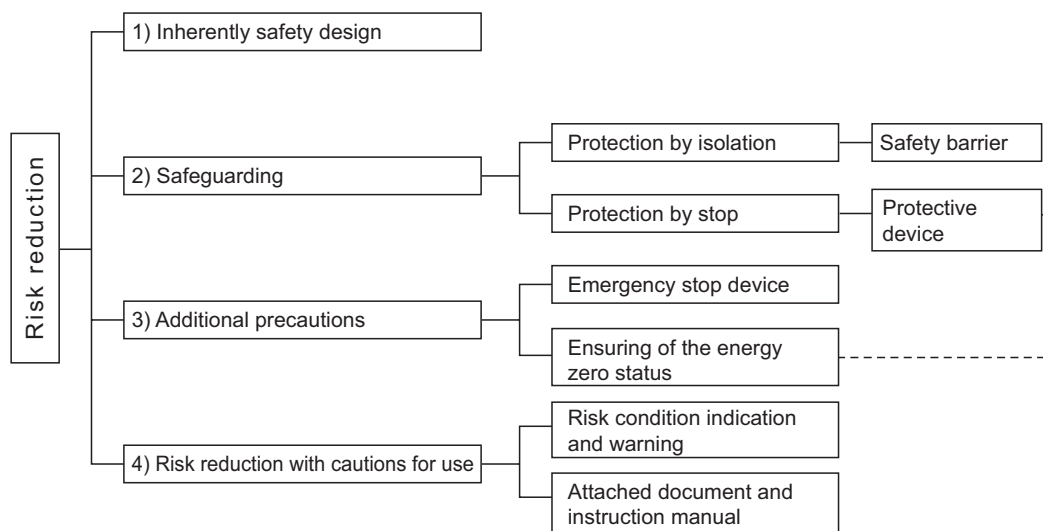 Risk reduction
1) Inherently safety design
2) Safeguarding
Protection by isolation
Safety barrier
Protection by stop
Protective
device
3) Additional precautions
Emergency stop device
Ensuring of the energy
zero status
4) Risk reduction with cautions for use
Risk condition indication
and warning
Attached document and
instruction manual